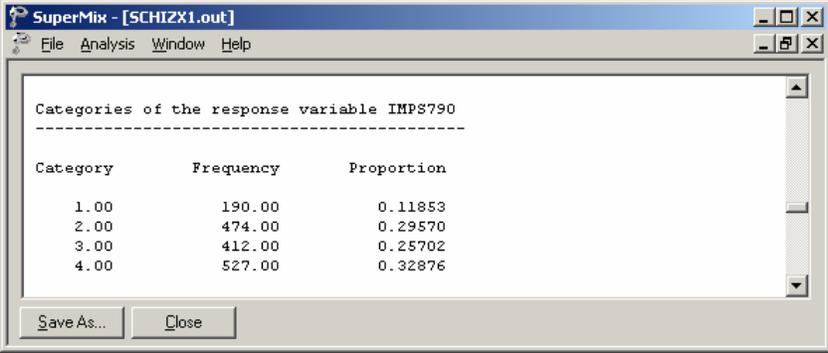 SuperMix - [SCHIZX1.out]
File Analysis Window Help
Categories of the response variable IMPS79O
--------------------------------------------
Category Frequency Proportion
1.00 190.00 0.11853
2.00 474.00 0.29570
3.00 412.00 0.25702
4.00 527.00 0.32876
Save As... Close